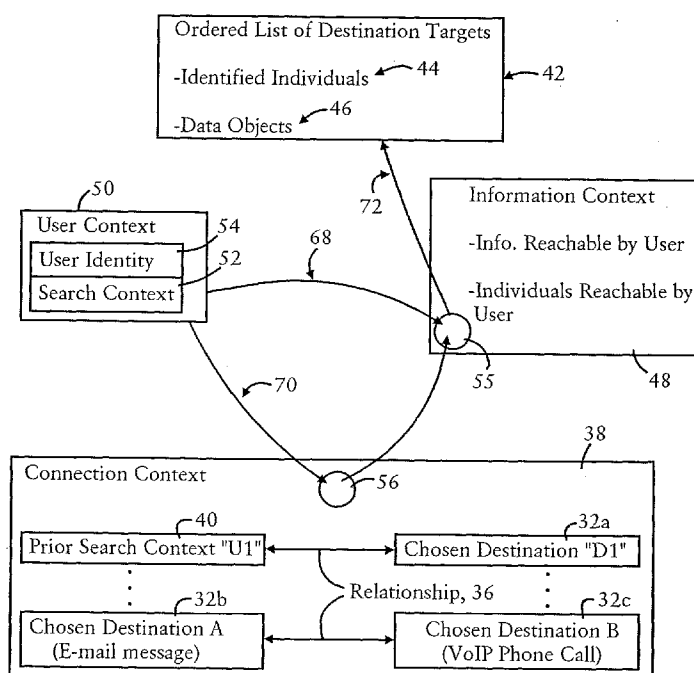 Ordered List of Destination Targets
-Identified Individuals 44
42
-Data Objects 46
72
Information Context
-Info. Reachable by User
-Individuals Reachable by
User
48
55
50
User Context
54
User Identity
52
Search Context
68
70
38
Connection Context
56
40
Prior Search Context "U1"
32a
Chosen Destination "D1"
Relationship, 36
32b
Chosen Destination A
(E-mail message)
32c
Chosen Destination B
(VoIP Phone Call)